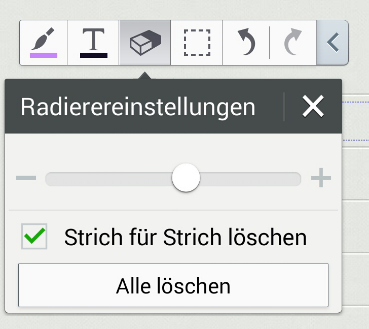 T
Radierereinstellungen
Strich für Strich löschen
Alle löschen